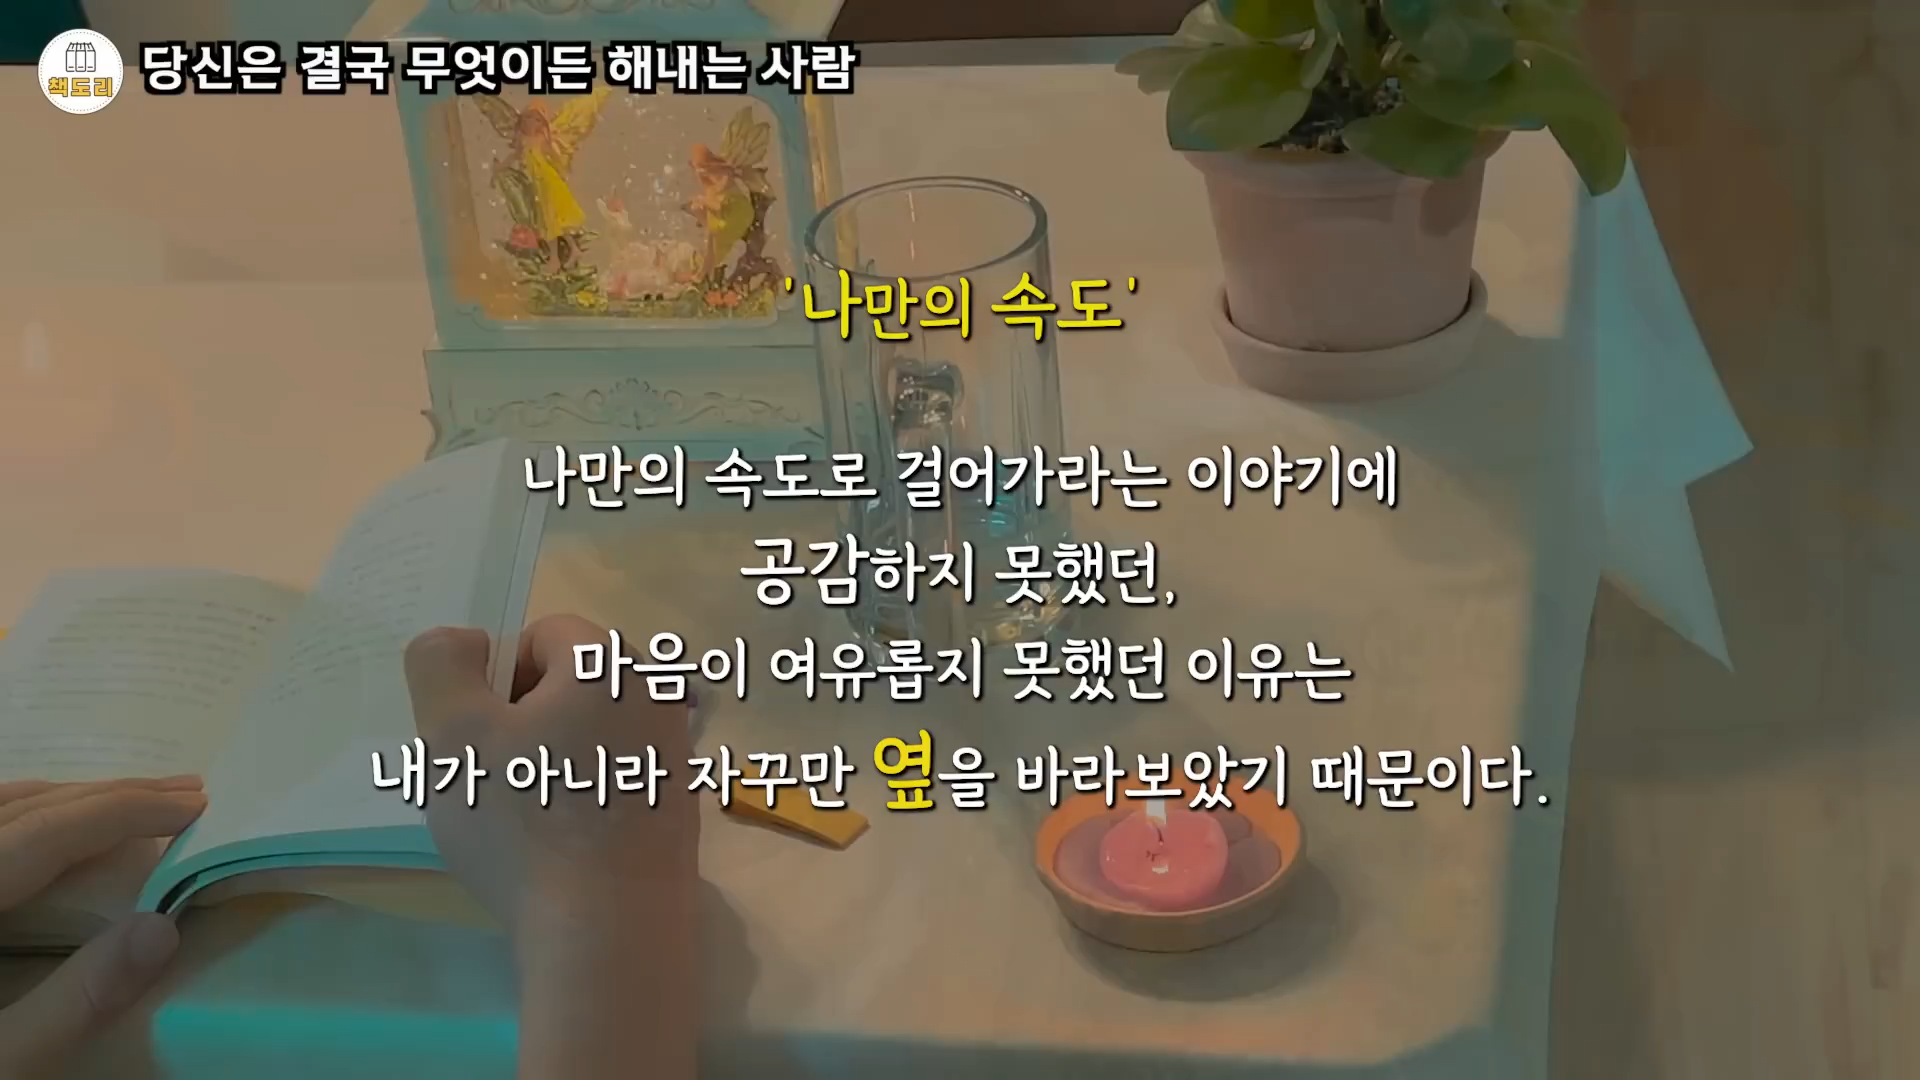 책도리
당신은 결국 무엇이든 해내는 사람
'나만의 속도'
나만의 속도로 걸어가라는 이야기에
공감하지 못했던,
마음이 여유롭지 못했던 이유는
내가 아니라 자꾸만 옆을 바라보았기 때문이다.